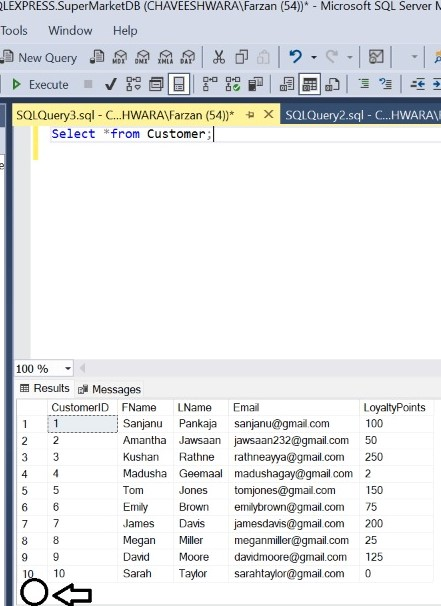 QLEXPRESS.SuperMarketDB (CHAVEESHWARA\Farzan (54))* - Microsoft SQL Server M
Tools Window Help
New Query MDX DMX XMLA DAX
Execute
SQLQuery3.sql - C...HWARA\Farzan (54))* SQLQuery2.sql - C...HWARA\F
Select *from Customer;
100 %
Results Messages
CustomerID FName LName Email LoyaltyPoints
1 1 Sanjanu Pankaja sanjanu@gmail.com 100
2 2 Amantha Jawsaan jawsaan232@gmail.com 50
3 3 Kushan Rathne rathneayya@gmail.com 250
4 4 Madusha Geemaal madushagay@gmail.com 2
5 5 Tom Jones tomjones@gmail.com 150
6 6 Emily Brown emilybrown@gmail.com 75
7 7 James Davis jamesdavis@gmail.com 200
8 8 Megan Miller meganmiller@gmail.com 25
9 9 David Moore davidmoore@gmail.com 125
10 10 Sarah Taylor sarahtaylor@gmail.com 0